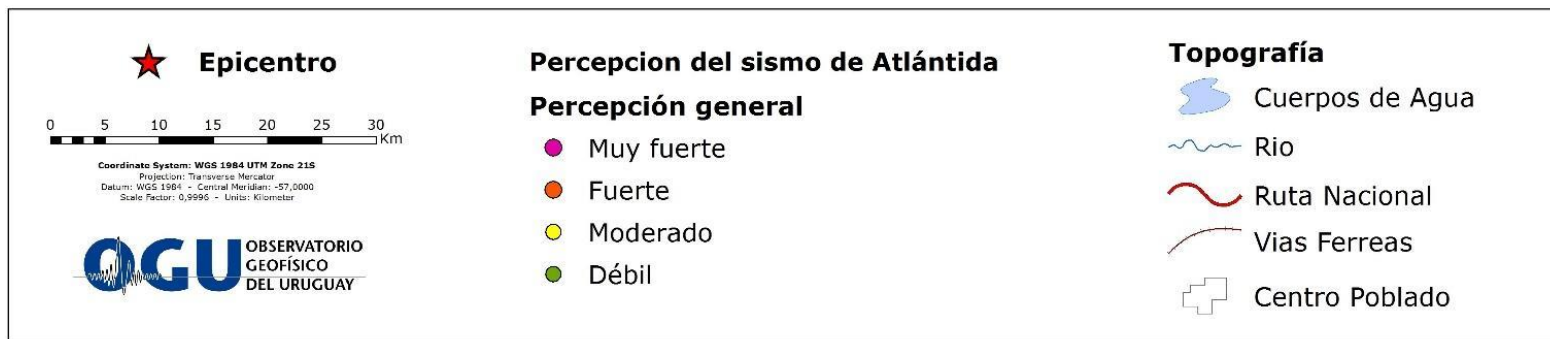 Epicentro
0 5 10 15 20 25 30
Km
Coordinate System: WGS 1984 UTM Zone 21S
Projection: Transverse Mercator
Datum: WGS 1984 - Central Meridian: -57,0000
Scale Factor: 0,9996 - Units: Kilometer
OGU OBSERVATORIO
GEOFÍSICO
DEL URUGUAY
Percepcion del sismo de Atlántida
Percepción general
Muy fuerte
Fuerte
Moderado
Débil
Topografía
Cuerpos de Agua
Rio
Ruta Nacional
Vias Ferreas
Centro Poblado